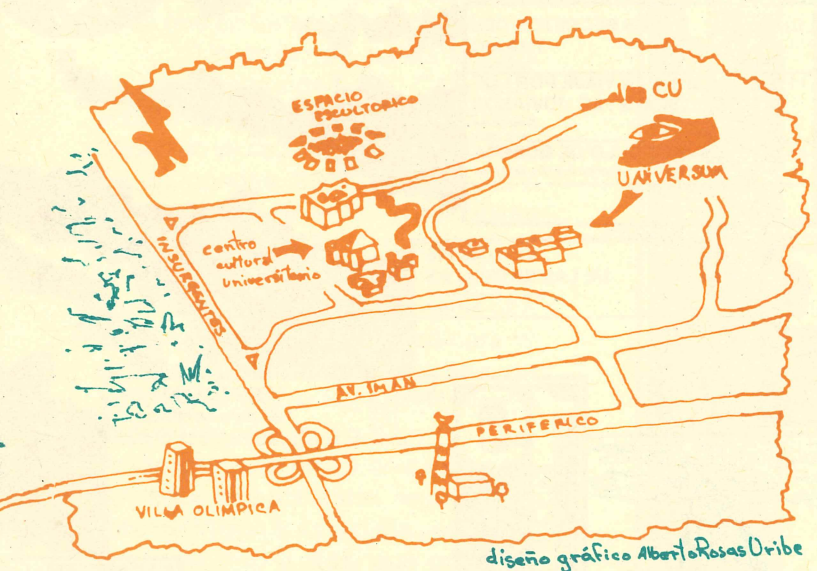 CU
ESPACIO
ESCULTORICO
UNIVERSUM
INSURGENTES
centro
cultural
universitario
AV. IMAN
PERIFERICO
VILLA OLIMPICA
diseño gráfico Alberto Rosas Uribe